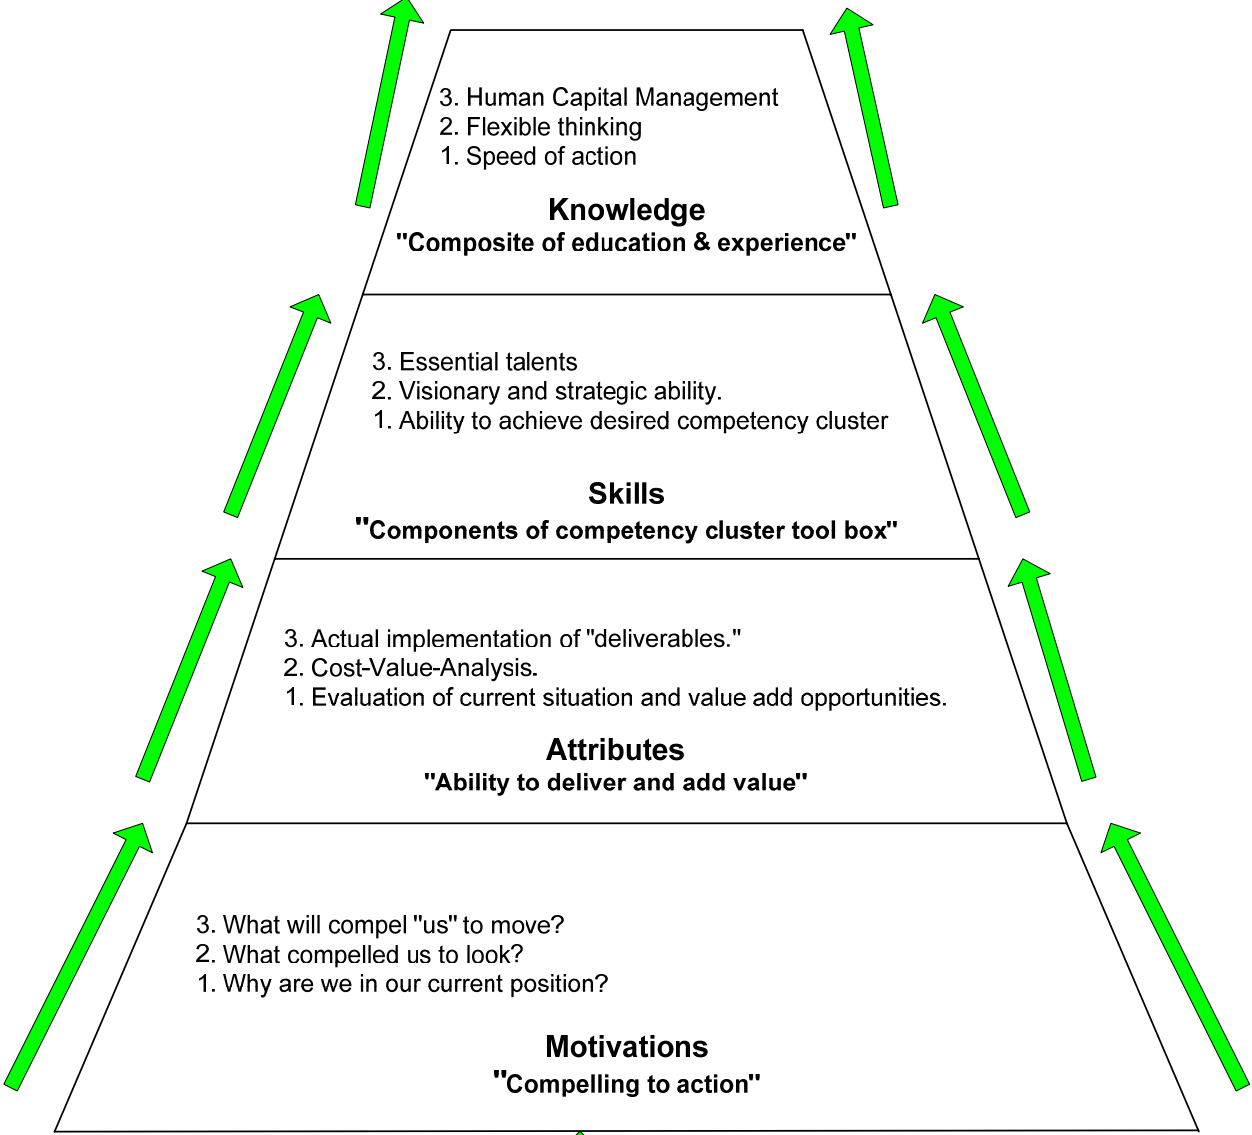 3. Human Capital Management
2. Flexible thinking
1. Speed of action
Knowledge
"Composite of education & experience"
3. Essential talents
2. Visionary and strategic ability.
1. Ability to achieve desired competency cluster
Skills
"Components of competency cluster tool box"
3. Actual implementation of "deliverables."
2. Cost-Value-Analysis.
1. Evaluation of current situation and value add opportunities.
Attributes
"Ability to deliver and add value"
3. What will compel "us" to move?
2. What compelled us to look?
1. Why are we in our current position?
Motivations
"Compelling to action"